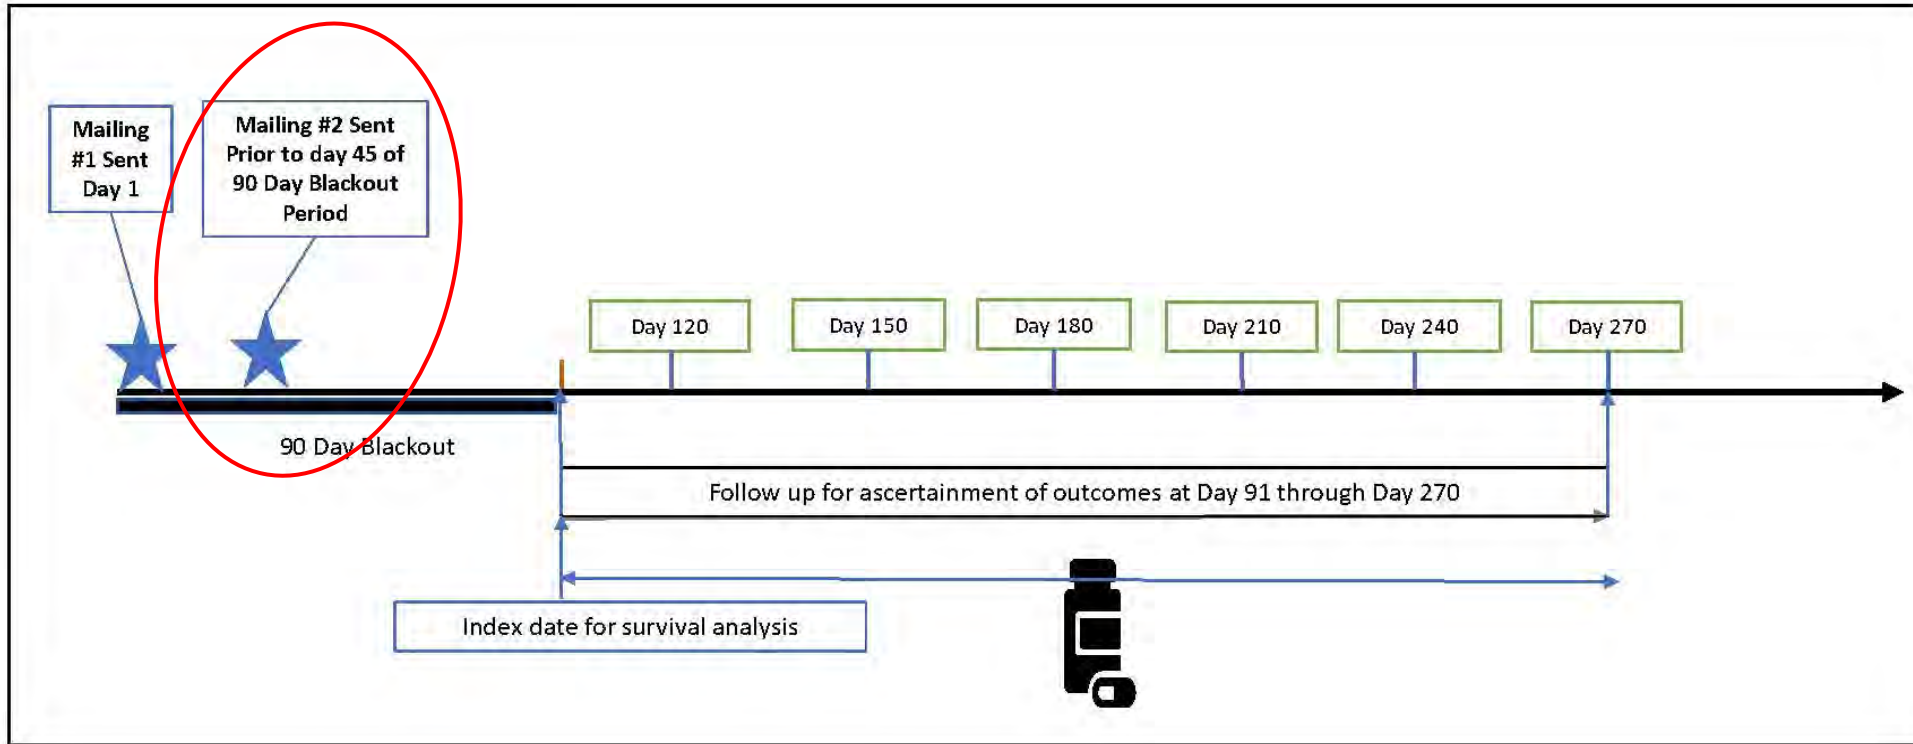 Mailing
#1 Sent
Day 1
Mailing #2 Sent
Prior to day 45 of
90 Day Blackout
Period
Day 120
Day 150
Day 180
Day 210
Day 240
Day 270
90 Day Blackout
Follow up for ascertainment of outcomes at Day 91 through Day 270
Index date for survival analysis